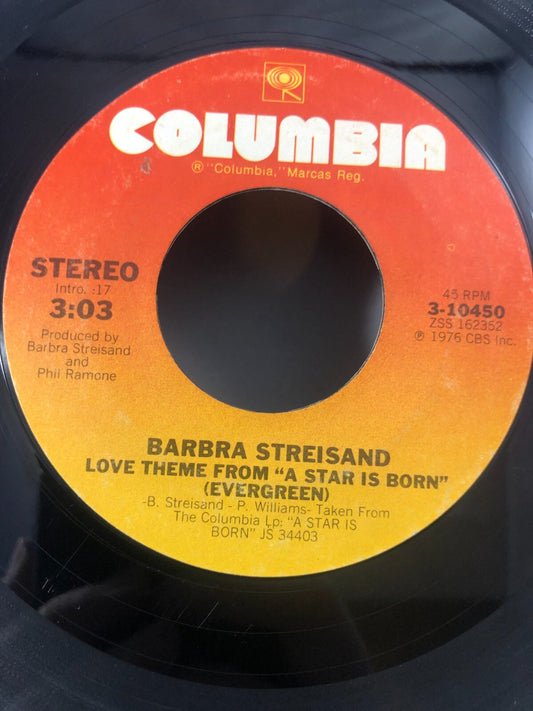 COLUMBIA
® "Columbia," Marcas Reg.
STEREO
Intro. :17
3:03
Produced by
Barbra Streisand
and
Phil Ramone
45 RPM
3-10450
ZSS 162352
℗ 1976 CBS Inc.
BARBRA STREISAND
LOVE THEME FROM "A STAR IS BORN"
(EVERGREEN)
-B. Streisand - P. Williams- Taken From
The Columbia Lp: "A STAR IS
BORN" JS 34403